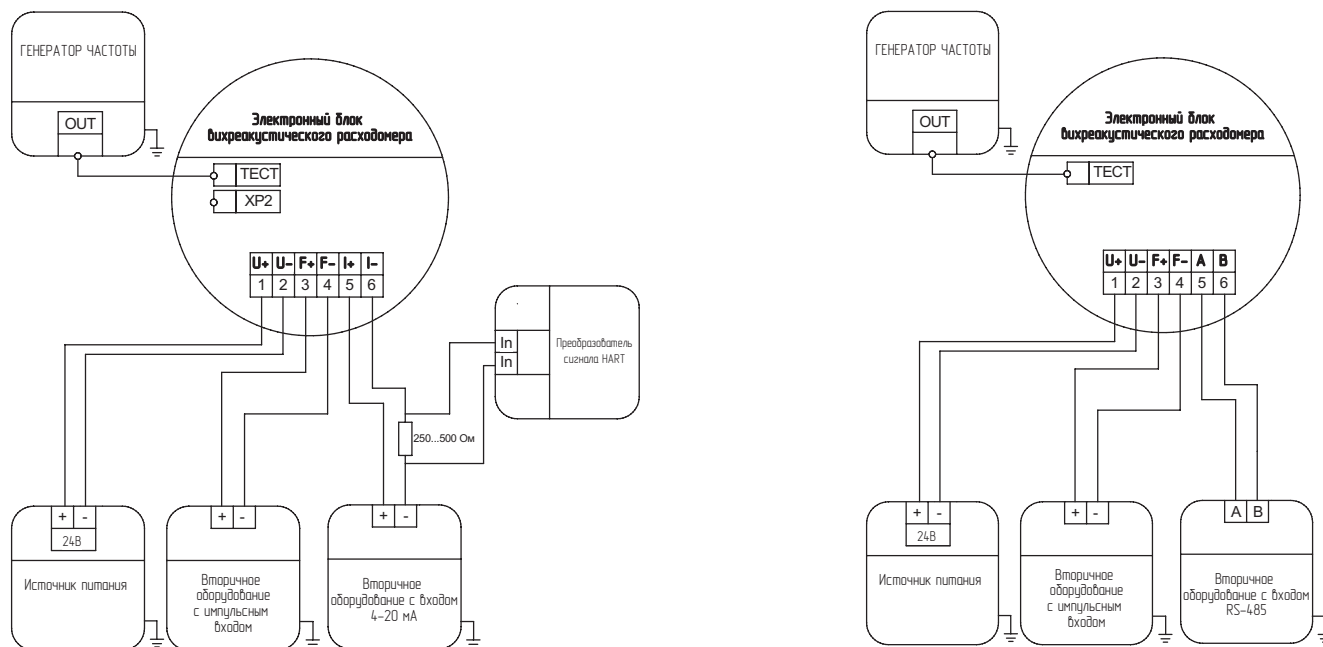 ГЕНЕРАТОР ЧАСТОТЫ
OUT
Электронный блок
вихреакустического расходомера
ТЕСТ
XP2
U+ U- F+ F- I+ I-
1 2 3 4 5 6
In
In
Преобразователь
сигнала HART
250...500 Ом
+ -
24В
Источник питания
+ -
Вторичное
оборудование
с импульсным
входом
+ -
Вторичное
оборудование с входом
4-20 мА
ГЕНЕРАТОР ЧАСТОТЫ
OUT
Электронный блок
вихреакустического расходомера
ТЕСТ
U+ U- F+ F- A B
1 2 3 4 5 6
+ -
24В
Источник питания
+ -
Вторичное
оборудование
с импульсным
входом
A B
Вторичное
оборудование с входом
RS-485